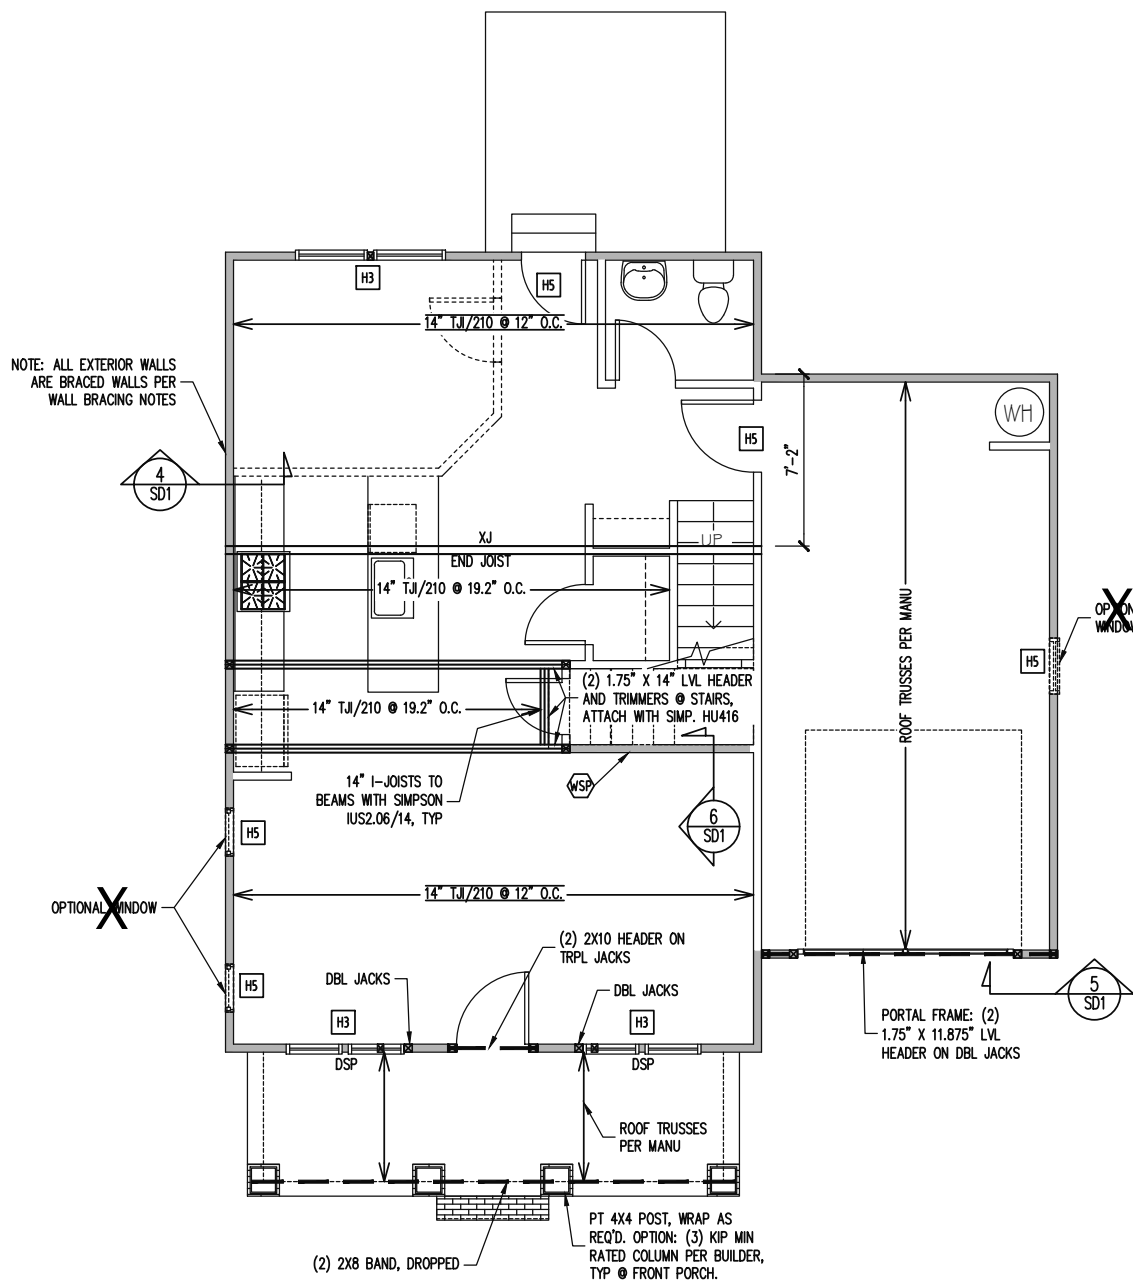 H3
H5
14" TJI/210 @ 12" O.C.
NOTE: ALL EXTERIOR WALLS
ARE BRACED WALLS PER
WALL BRACING NOTES
WH
H5
7'-2"
4
SD1
UP
XJ
END JOIST
14" TJI/210 @ 19.2" O.C.
ROOF TRUSSES PER MANU
X
WINDOW
H5
(2) 1.75" X 14" LVL HEADER
AND TRIMMERS @ STAIRS,
ATTACH WITH SIMP. HU416
14" TJI/210 @ 19.2" O.C.
14" I-JOISTS TO
BEAMS WITH SIMPSON
IUS2.06/14, TYP
WSP
6
SD1
H5
14" TJI/210 @ 12" O.C.
OPTIONAL WINDOW
X
(2) 2X10 HEADER ON
TRPL JACKS
DBL JACKS
DBL JACKS
H5
5
SD1
H3
H3
PORTAL FRAME: (2)
1.75" X 11.875" LVL
HEADER ON DBL JACKS
DSP
DSP
ROOF TRUSSES
PER MANU
PT 4X4 POST, WRAP AS
REQ'D. OPTION: (3) KIP MIN
RATED COLUMN PER BUILDER,
TYP @ FRONT PORCH.
(2) 2X8 BAND, DROPPED